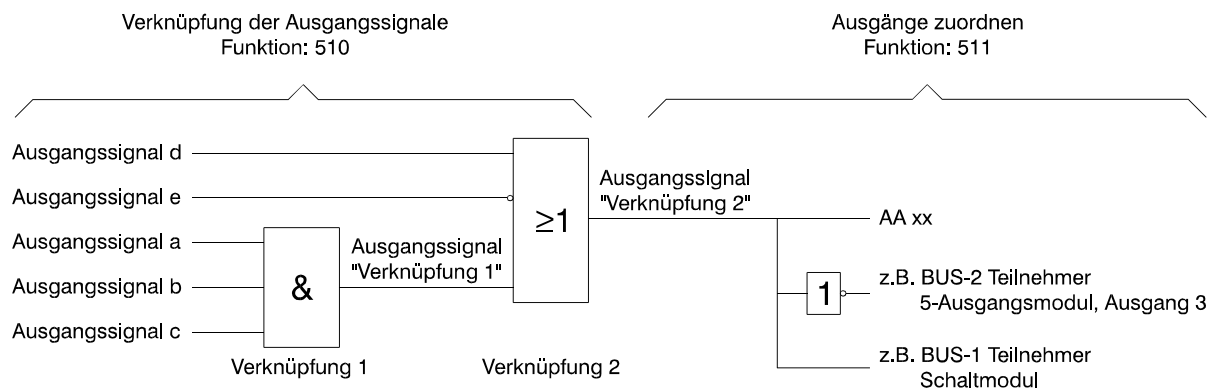 Verknüpfung der Ausgangssignale
Funktion: 510
Ausgänge zuordnen
Funktion: 511
Ausgangssignal d
Ausgangssignal e
Ausgangssignal a
Ausgangssignal b
Ausgangssignal c
&
Verknüpfung 1
Ausgangssignal
"Verknüpfung 1"
≥1
Verknüpfung 2
Ausgangssignal
"Verknüpfung 2"
AA xx
1
z.B. BUS-2 Teilnehmer
5-Ausgangsmodul, Ausgang 3
z.B. BUS-1 Teilnehmer
Schaltmodul